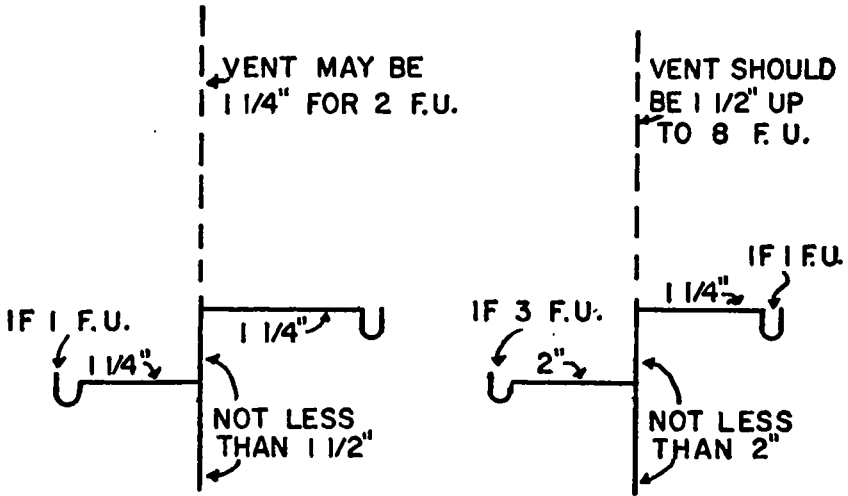 VENT MAY BE
1 1/4" FOR 2 F.U.
VENT SHOULD
BE 1 1/2" UP
TO 8 F.U.
IF 1 F.U.
1 1/4"
1 1/4"
NOT LESS
THAN 1 1/2"
IF 3 F.U.
2"
1 1/4"
IF 1 F.U.
NOT LESS
THAN 2"